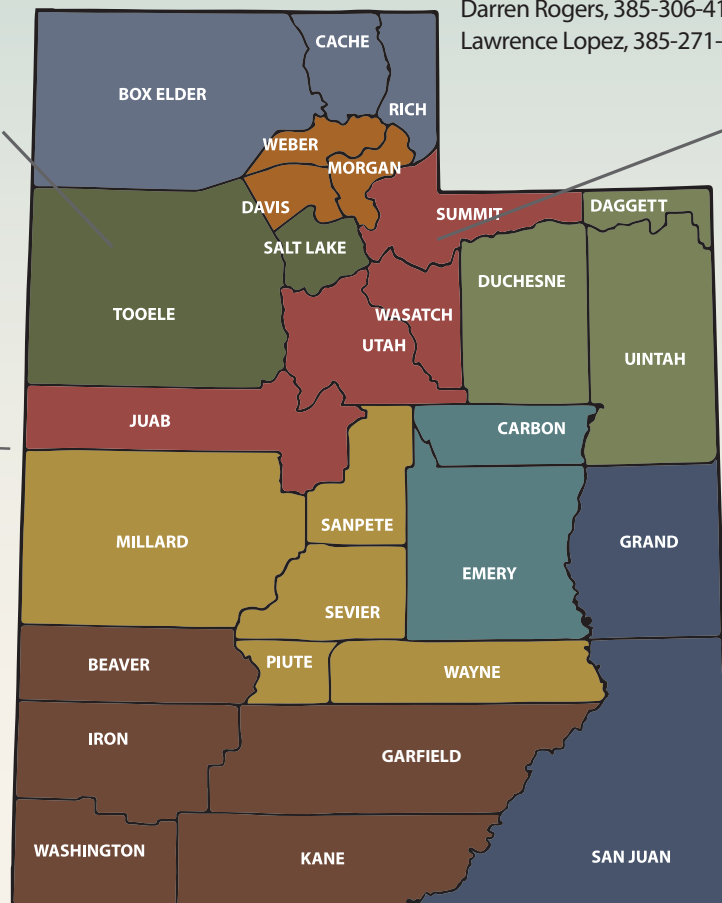 Darren Rogers, 385-306-41
Lawrence Lopez, 385-271-
CACHE
BOX ELDER
RICH
WEBER
MORGAN
DAVIS
SUMMIT
DAGGETT
SALT LAKE
DUCHESNE
TOOELE
WASATCH
UTAH
UINTAH
JUAB
CARBON
SANPETE
MILLARD
GRAND
EMERY
SEVIER
BEAVER
PIUTE
WAYNE
IRON
GARFIELD
WASHINGTON
KANE
SAN JUAN